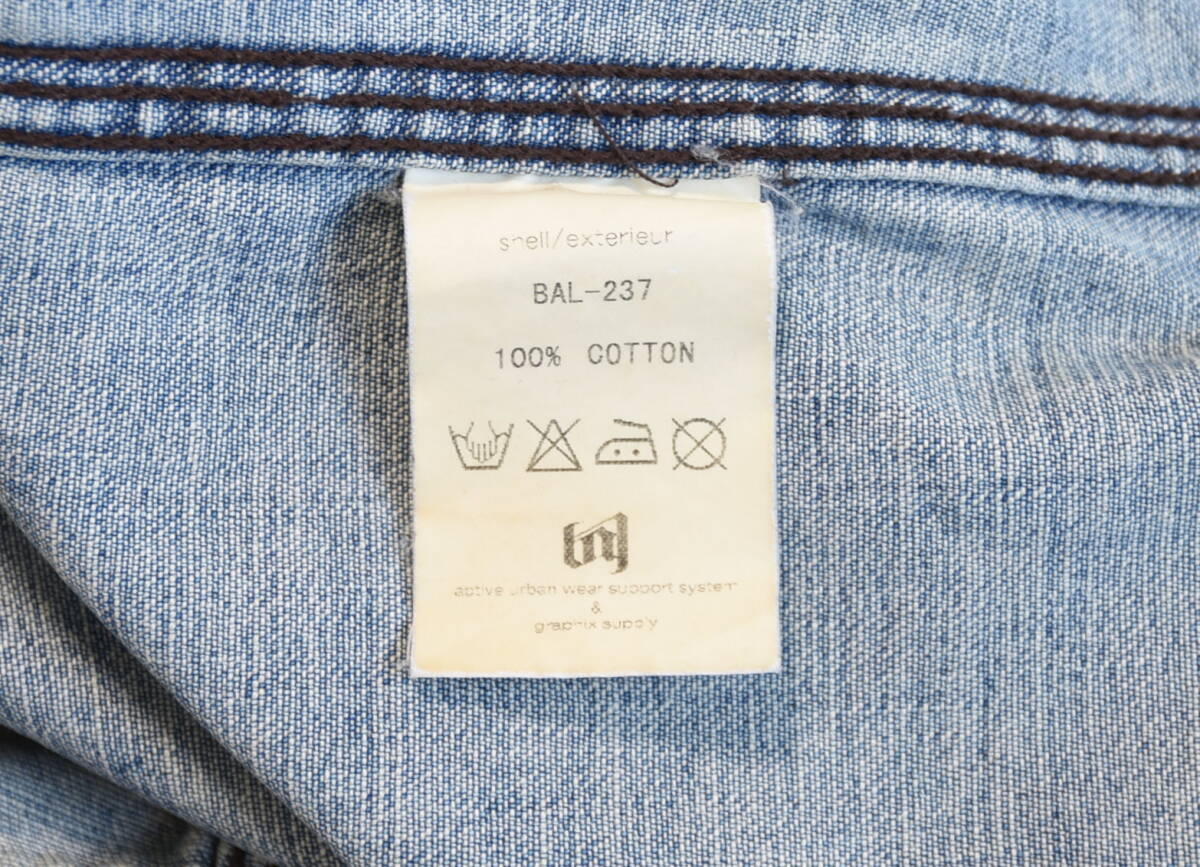 shell/exterieur
BAL-237
100% COTTON
active urban wear support system
&
graphix supply